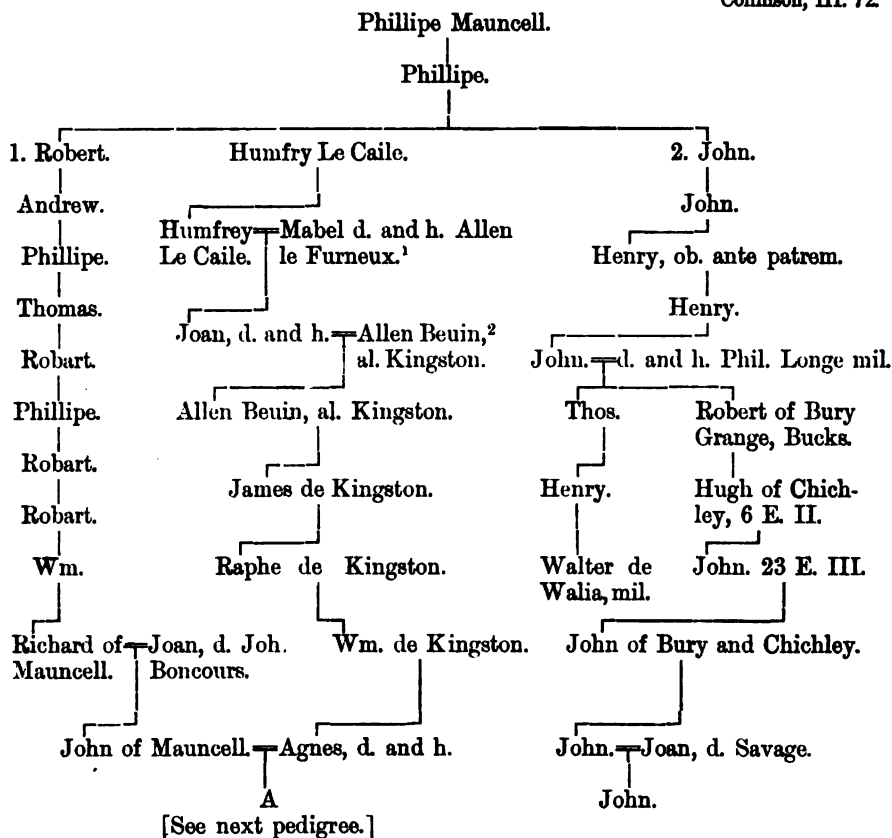 Collinson, III. 72.
Phillipe Mauncell.
Phillipe.
1. Robert. Humfry Le Caile. 2. John.
Andrew. John.
Humfrey Mabel d. and h. Allen
Le Caile. le Furneux.¹
Phillipe. Henry, ob. ante patrem.
Thomas. Henry.
Joan, d. and h. Allen Beuin,²
al. Kingston.
Robart. John. d. and h. Phil. Longe mil.
Phillipe. Allen Beuin, al. Kingston. Thos. Robert of Bury
Grange, Bucks.
Robart.
James de Kingston. Henry. Hugh of Chich-
ley, 6 E. II.
Robart.
Wm. Raphe de Kingston. Walter de John. 23 E. III.
Walia, mil.
Richard of Joan, d. Joh. Wm. de Kingston. John of Bury and Chichley.
Mauncell. Boncours.
John of Mauncell. Agnes, d. and h. John. Joan, d. Savage.
A John.
[See next pedigree.]